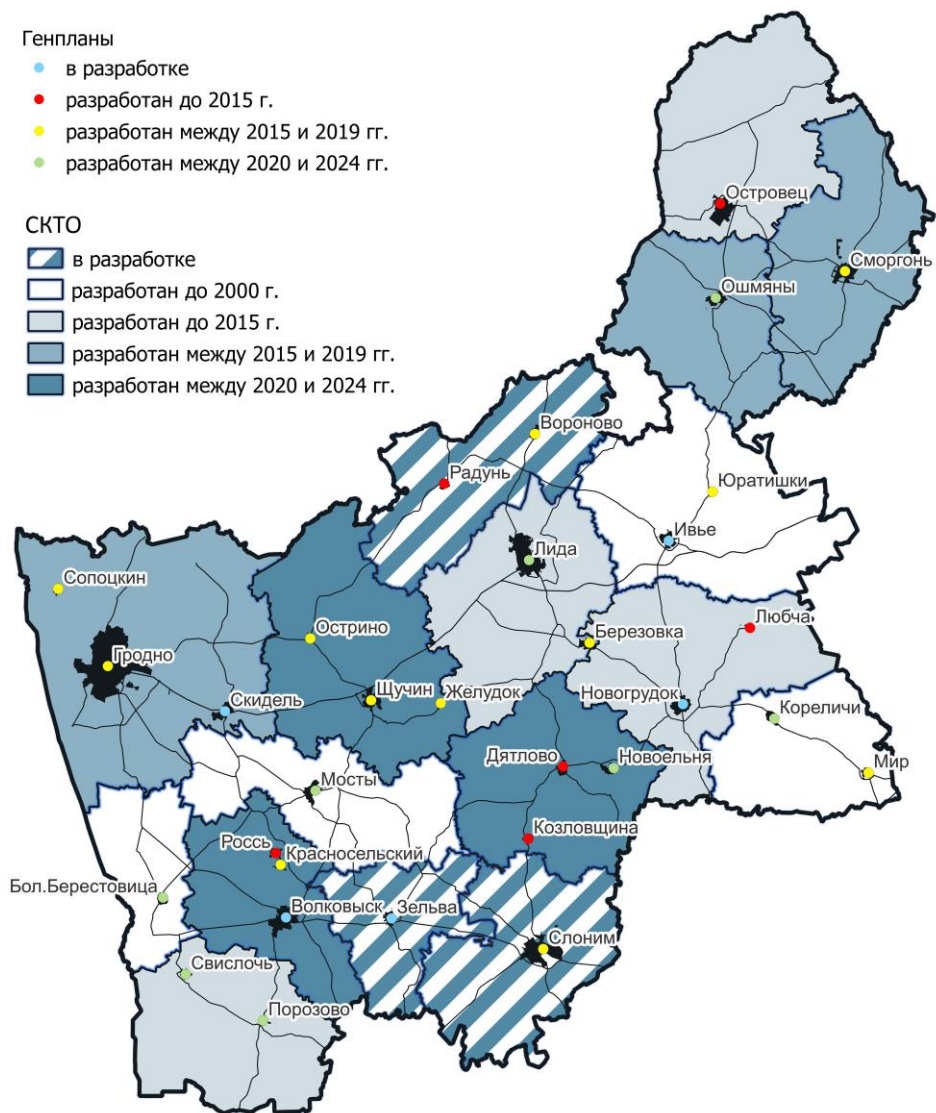 Генпланы
в разработке
разработан до 2015 г.
разработан между 2015 и 2019 гг.
разработан между 2020 и 2024 гг.
СКТО
в разработке
разработан до 2000 г.
разработан до 2015 г.
разработан между 2015 и 2019 гг.
разработан между 2020 и 2024 гг.
Островец
Сморгонь
Ошмяны
Вороново
Радунь
Юратишки
Ивье
Лида
Сопоцкин
Острино
Березовка
Любча
Гродно
Щучин
Желудок
Новогрудок
Скидель
Кореличи
Дятлово
Новоельня
Мир
Мосты
Козловщина
Россь
Красносельский
Бол.Берестовица
Волковыск
Зельва
Слоним
Свислочь
Порозово